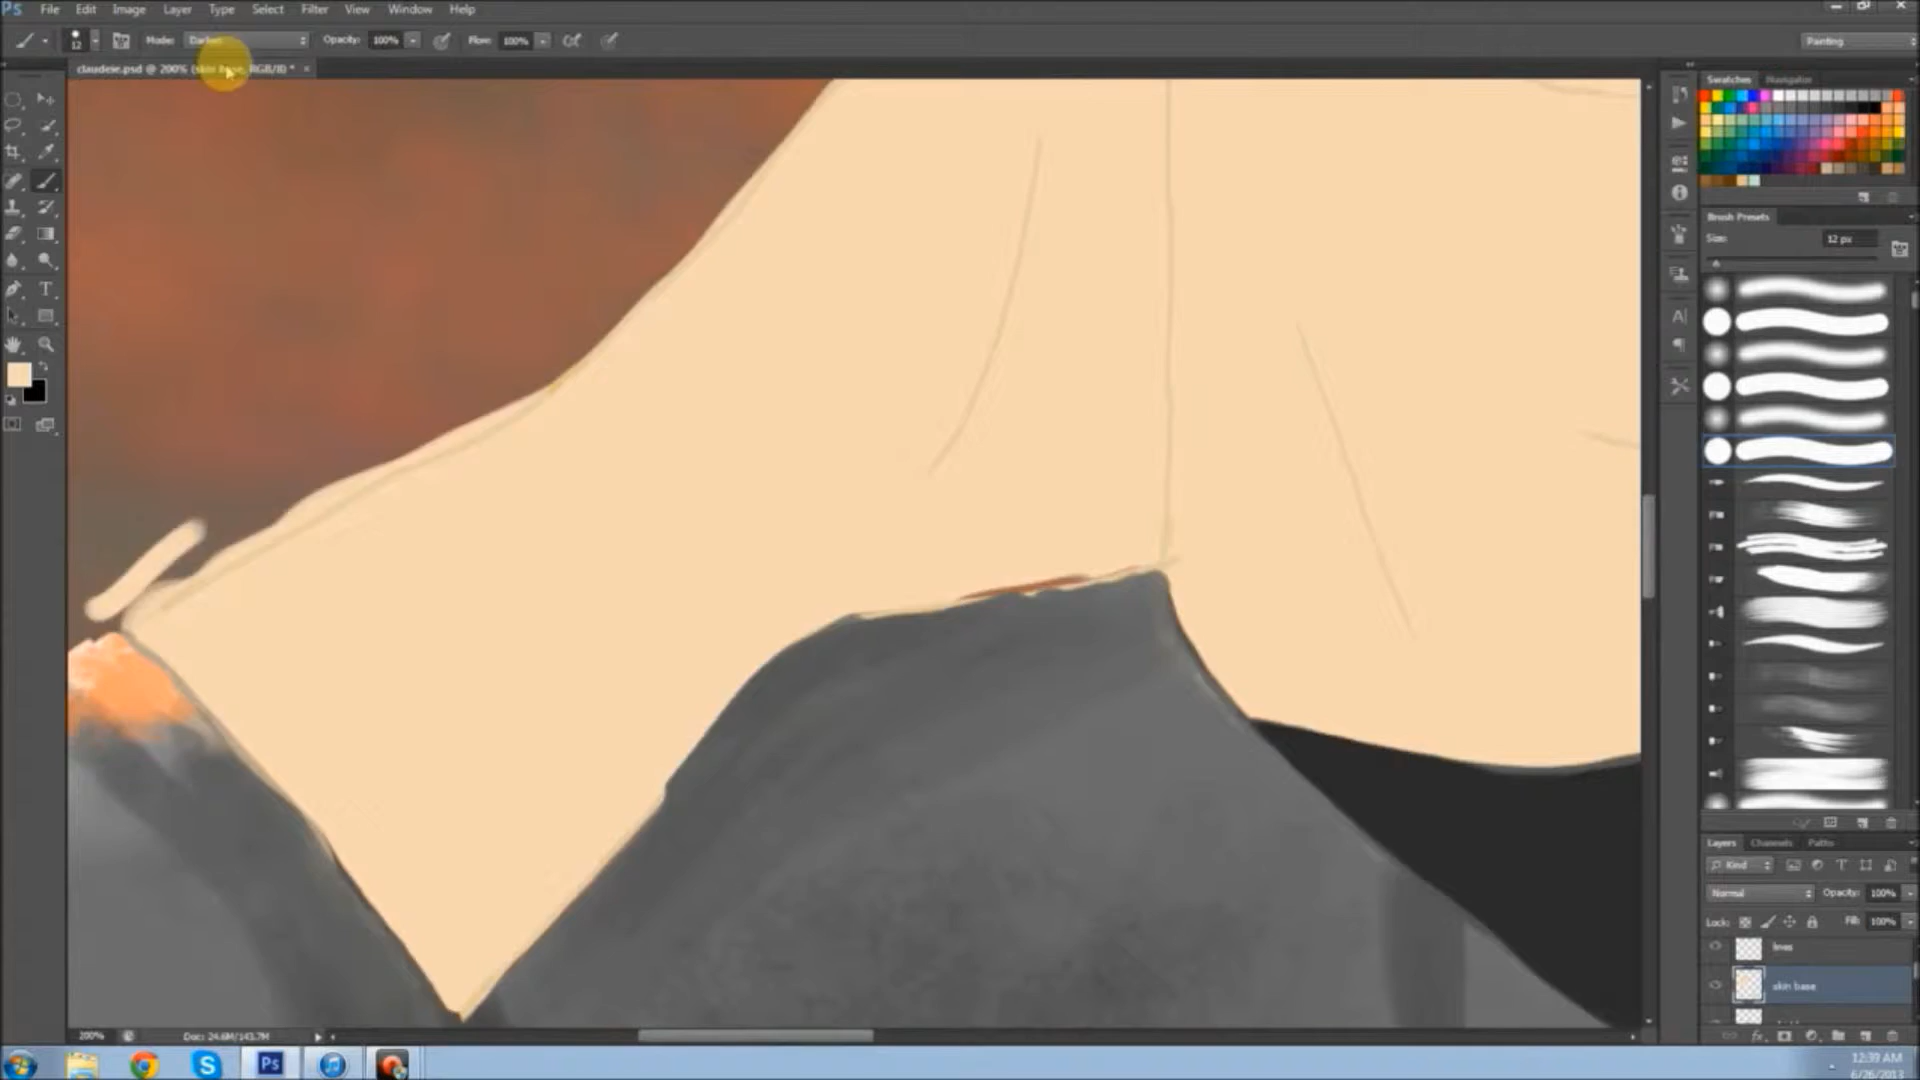 Ps File Edit Image Layer Type Select Filter View Window Help
12 Mode: Darken Opacity: 100% Flow: 100% Painting
claudeie.psd @ 200% (skin base, RGB/8) * ×
Swatches Navigator
Brush Presets
Size: 12 px
Layers Channels Paths
Kind
Normal Opacity: 100%
Lock: Fill: 100%
lines
skin base
200% Doc: 24.6M/143.7M
Ps
12:39 AM
6/26/2013